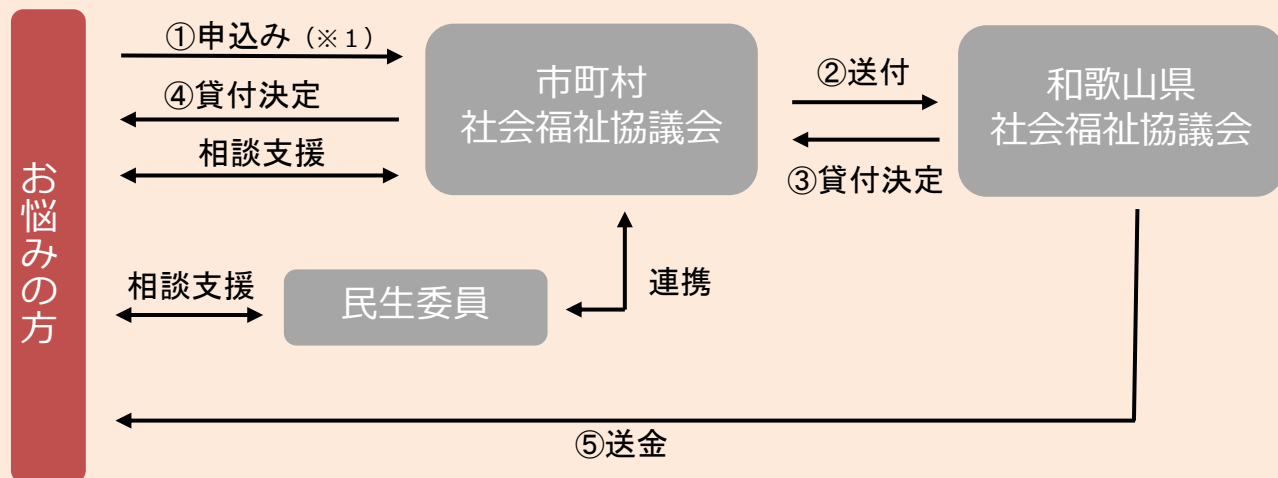 お悩みの方
①申込み（※１）
④貸付決定
相談支援
市町村
社会福祉協議会
②送付
③貸付決定
和歌山県
社会福祉協議会
相談支援
民生委員
連携
⑤送金